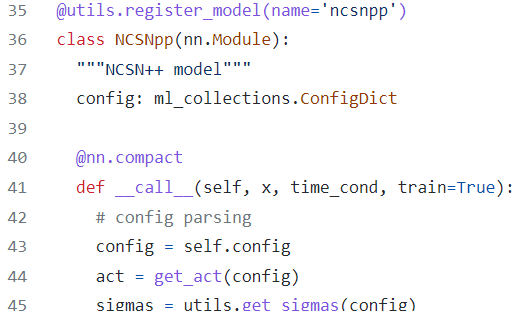 35 @utils.register_model(name='ncsnpp')
36 class NCSNpp(nn.Module):
37 """NCSN++ model"""
38 config: ml_collections.ConfigDict
39
40 @nn.compact
41 def __call__(self, x, time_cond, train=True):
42 # config parsing
43 config = self.config
44 act = get_act(config)
45 sigmas = utils.get_sigmas(config)